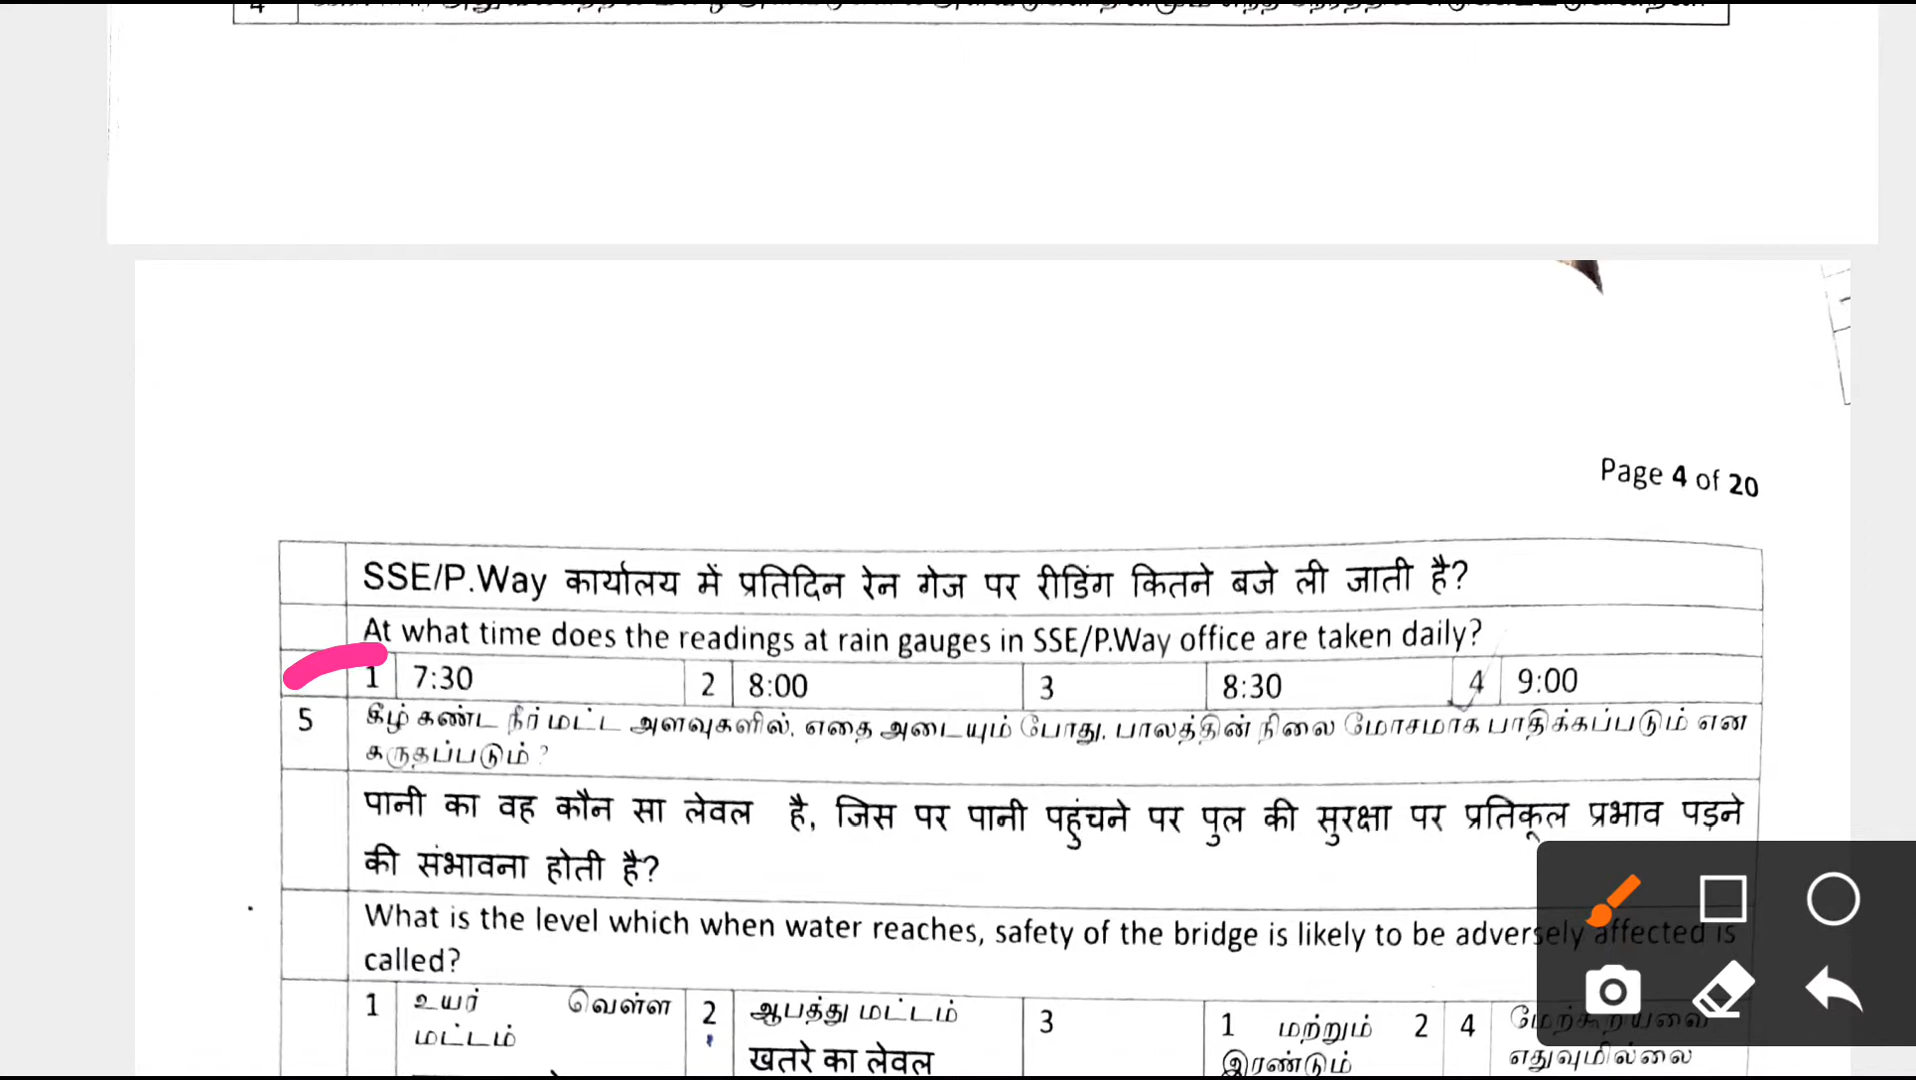 4
Page 4 of 20
SSE/P.Way कार्यालय में प्रतिदिन रेन गेज पर रीडिंग कितने बजे ली जाती है?
At what time does the readings at rain gauges in SSE/P.Way office are taken daily?
1 7:30 2 8:00 3 8:30 4 9:00
5 கீழ் கண்ட நீர் மட்ட அளவுகளில், எதை அடையும் போது, பாலத்தின் நிலை மோசமாக பாதிக்கப்படும் என
கருதப்படும் ?
पानी का वह कौन सा लेवल है, जिस पर पानी पहुंचने पर पुल की सुरक्षा पर प्रतिकूल प्रभाव पड़ने
की संभावना होती है?
What is the level which when water reaches, safety of the bridge is likely to be adversely affected is
called?
1 உயர் வெள்ள 2 ஆபத்து மட்டம் 3 1 மற்றும் 2 4 மேற்கூறியவை
மட்டம் खतरे का लेवल இரண்டும் எதுவுமில்லை